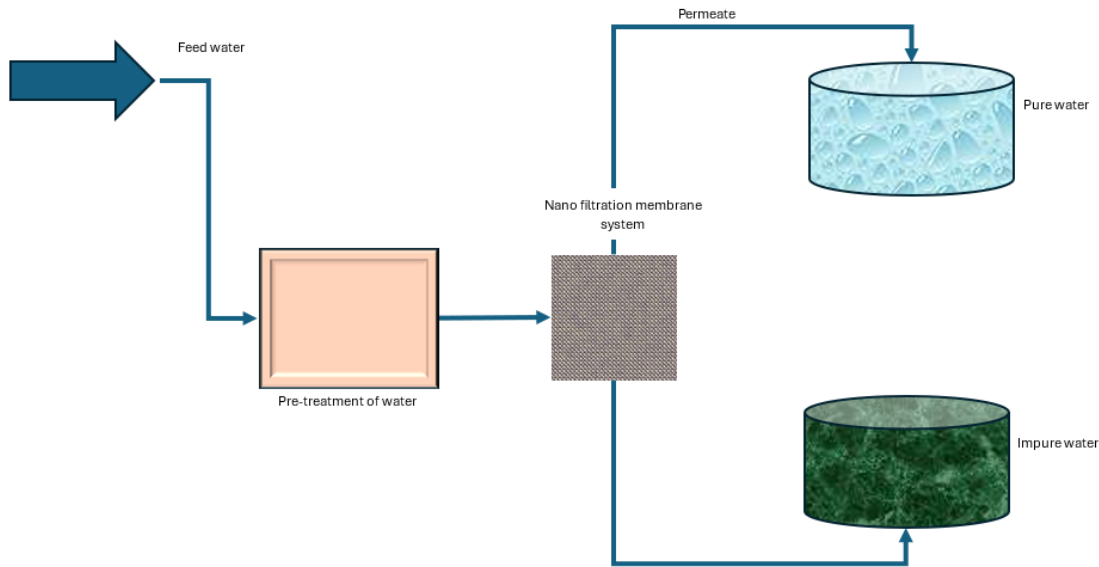 Feed water
Permeate
Pure water
Nano filtration membrane
system
Pre-treatment of water
Impure water